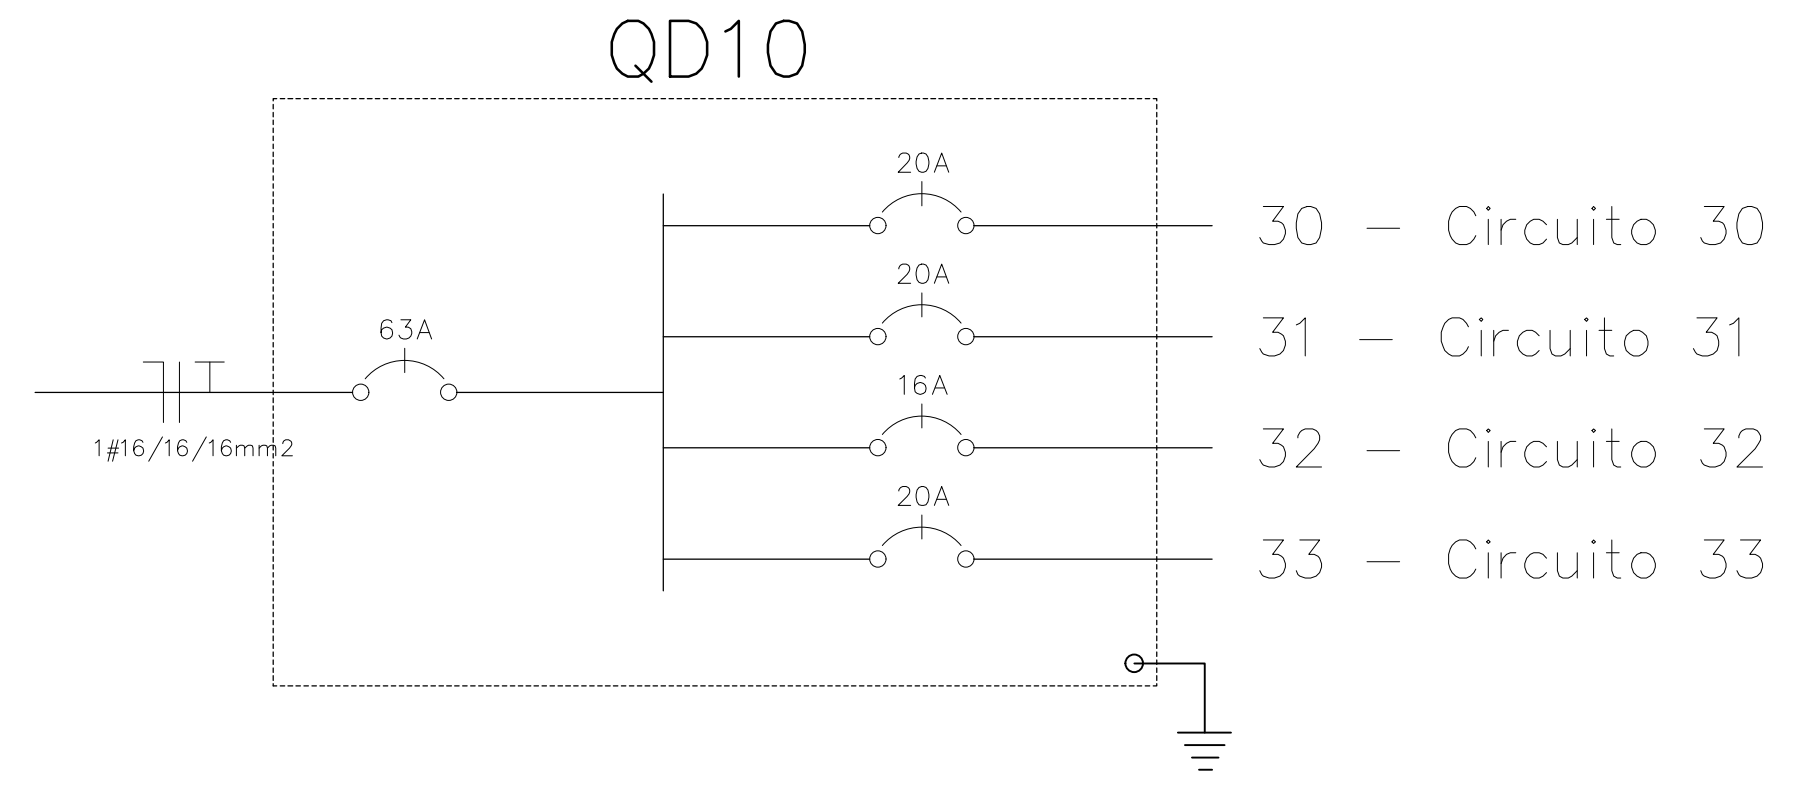 QD10
20A
30 - Circuito 30
20A
31 - Circuito 31
63A
16A
1#16/16/16mm2
32 - Circuito 32
20A
33 - Circuito 33